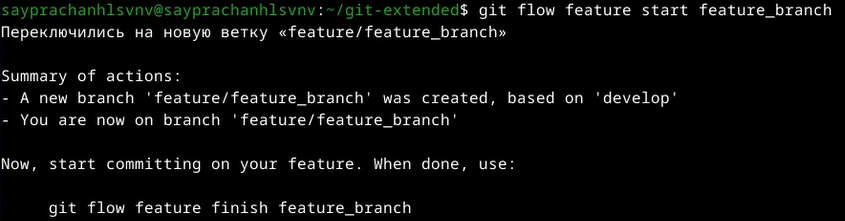 sayprachanhlsvnv@sayprachanhlsvnv:~/git-extended$ git flow feature start feature_branch
Переключились на новую ветку «feature/feature_branch»
Summary of actions:
- A new branch 'feature/feature_branch' was created, based on 'develop'
- You are now on branch 'feature/feature_branch'
Now, start committing on your feature. When done, use:
git flow feature finish feature_branch